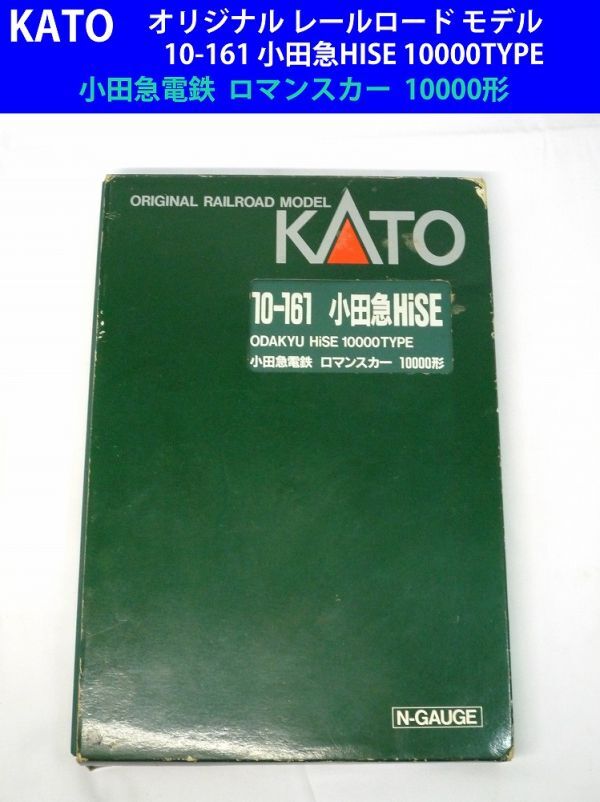 KATO オリジナル レールロード モデル
10-161 小田急HISE 10000TYPE
小田急電鉄 ロマンスカー 10000形
ORIGINAL RAILROAD MODEL
KATO
10-161 小田急HiSE
ODAKYU HiSE 10000TYPE
小田急電鉄 ロマンスカー 10000形
N-GAUGE